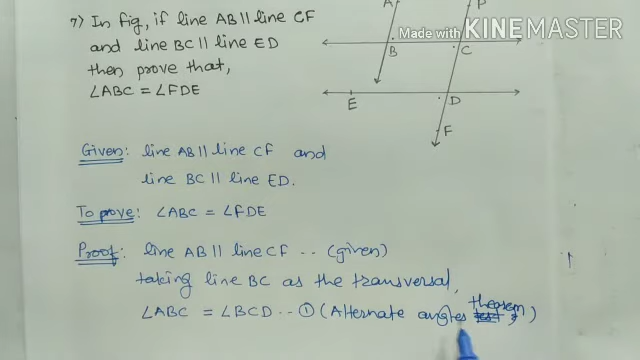 7) In fig, if line AB || line CF
and line BC || line ED
then prove that,
∠ABC = ∠FDE
A
P
Made with KINEMASTER
B
C
E
D
F
Given: line AB || line CF and
line BC || line ED.
To prove: ∠ABC = ∠FDE
Proof: line AB || line CF .. (given)
taking line BC as the transversal,
∠ABC = ∠BCD .. ① (Alternate angles theorem)